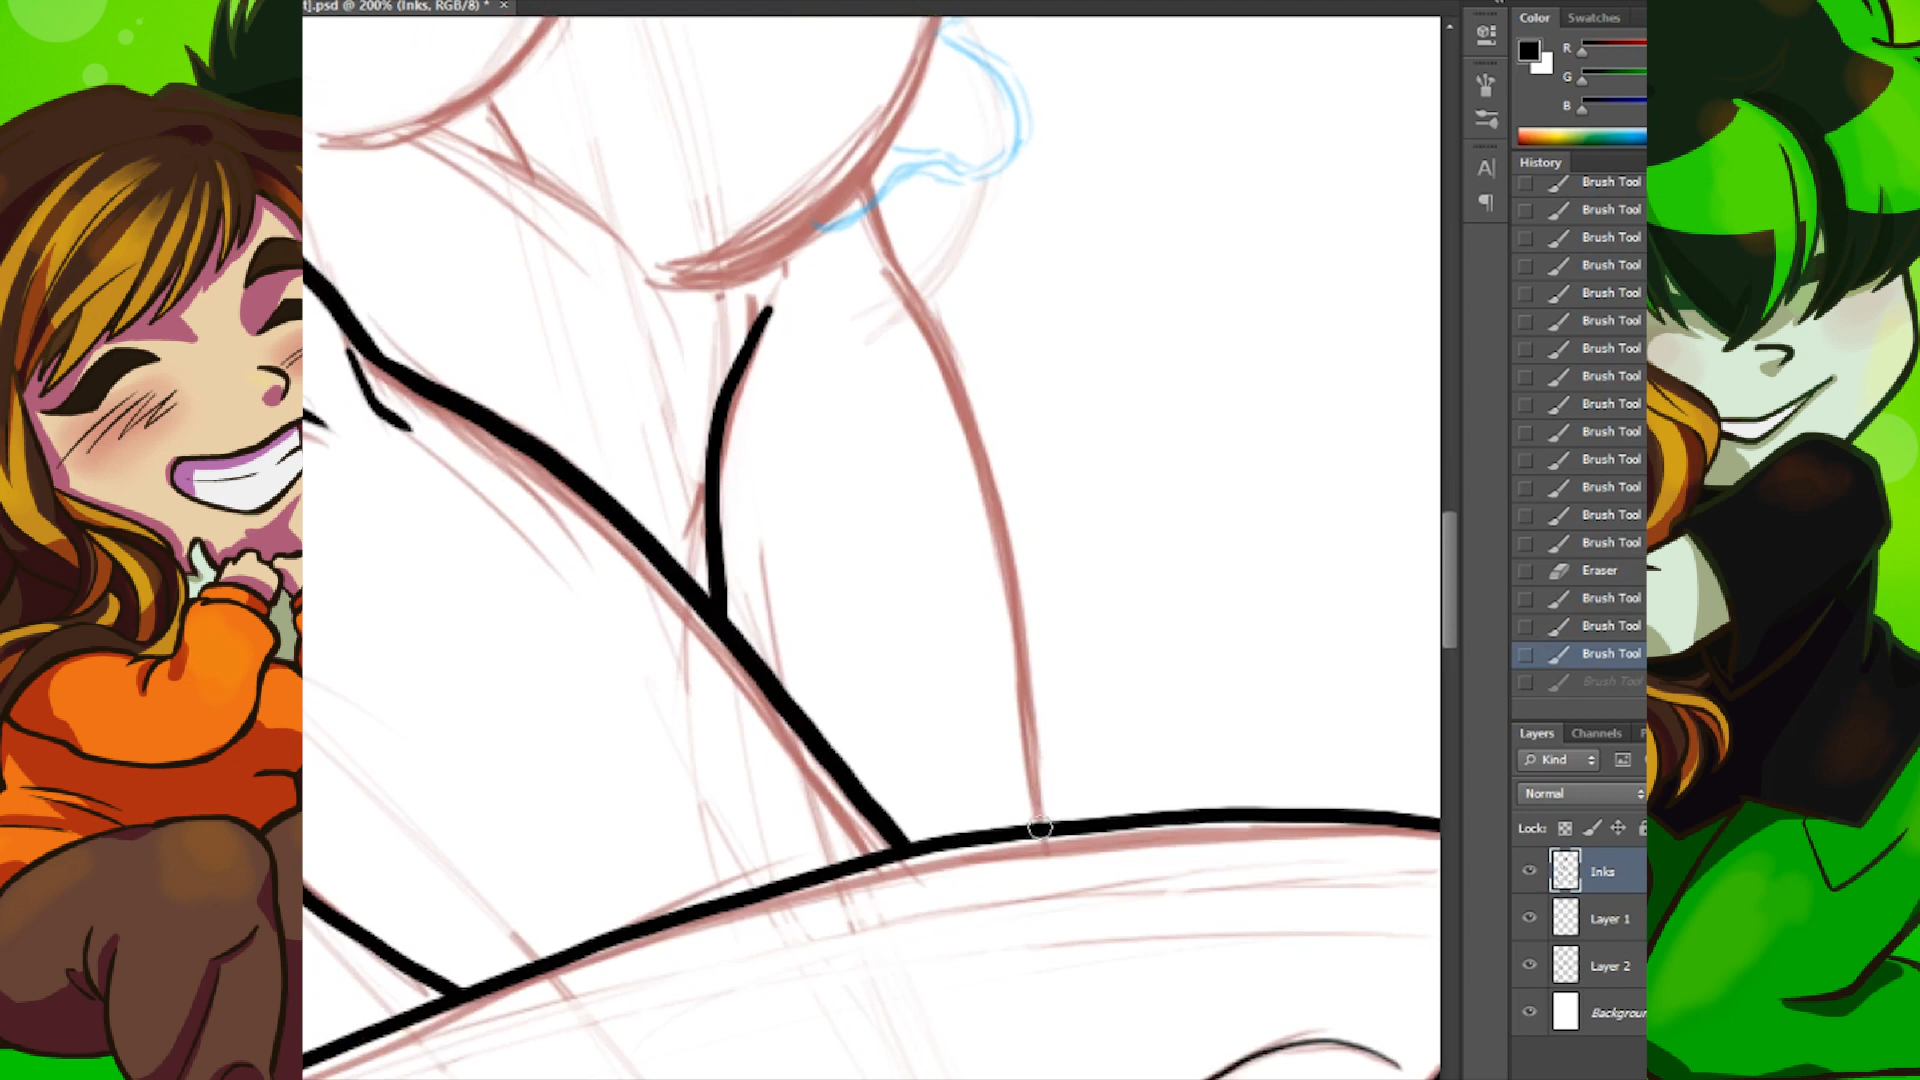 t].psd @ 200% (Inks, RGB/8) * ×
Color Swatches
R
G
B
History
Brush Tool
Brush Tool
Brush Tool
Brush Tool
Brush Tool
Brush Tool
Brush Tool
Brush Tool
Brush Tool
Brush Tool
Brush Tool
Brush Tool
Brush Tool
Brush Tool
Eraser
Brush Tool
Brush Tool
Brush Tool
Brush Tool
Layers Channels P
Kind
Normal
Lock:
Inks
Layer 1
Layer 2
Backgroun